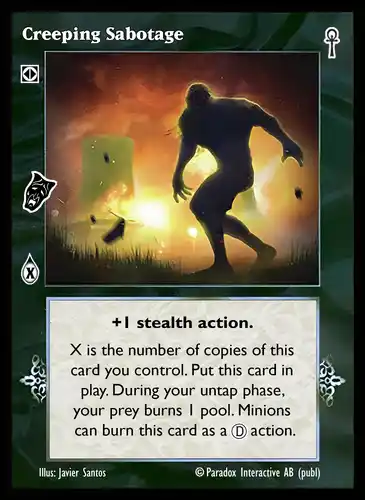 Creeping Sabotage
X
+1 stealth action.
X is the number of copies of this
card you control. Put this card in
play. During your untap phase,
your prey burns 1 pool. Minions
can burn this card as a Ⓓ action.
Illus: Javier Santos © Paradox Interactive AB (publ)